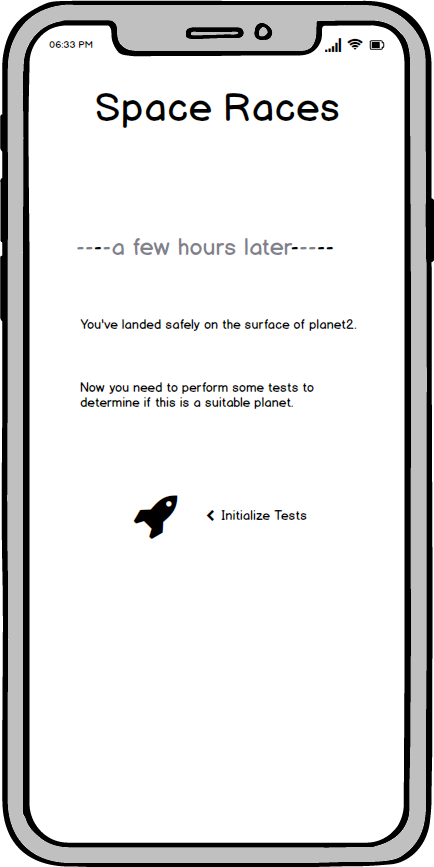 06:33 PM
Space Races
----a few hours later-----
You've landed safely on the surface of planet2.
Now you need to perform some tests to
determine if this is a suitable planet.
Initialize Tests